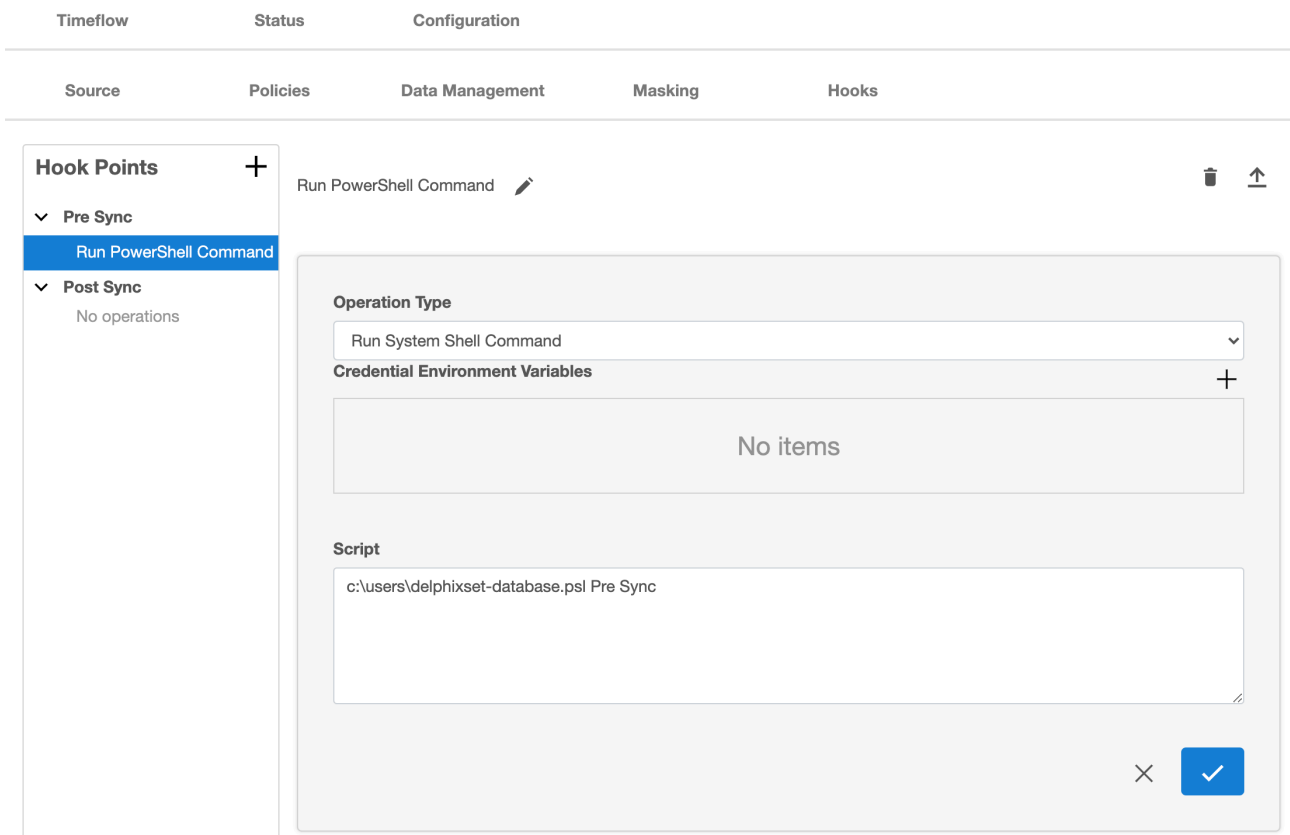 Timeflow Status Configuration
Source Policies Data Management Masking Hooks
Hook Points
Pre Sync
Run PowerShell Command
Post Sync
No operations
Run PowerShell Command
Operation Type
Run System Shell Command
Credential Environment Variables
No items
Script
c:\users\delphixset-database.psl Pre Sync